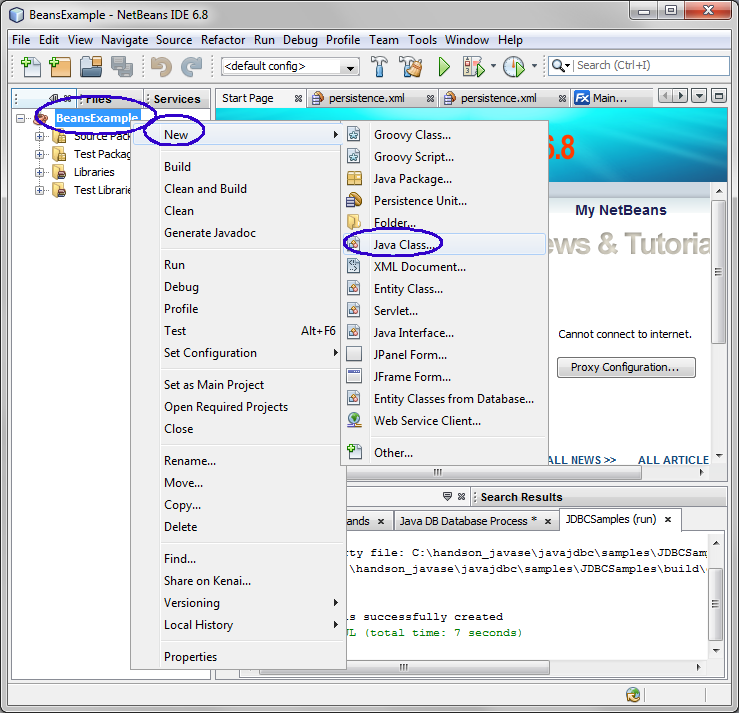 BeansExample - NetBeans IDE 6.8
File Edit View Navigate Source Refactor Run Debug Profile Team Tools Window Help
<default config>
Search (Ctrl+I)
Files Services Start Page persistence.xml persistence.xml Main...
BeansExample
Source Pack
Test Packag
Libraries
Test Librarie
New
Build
Clean and Build
Clean
Generate Javadoc
Run
Debug
Profile
Test Alt+F6
Set Configuration
Set as Main Project
Open Required Projects
Close
Rename...
Move...
Copy...
Delete
Find...
Share on Kenai...
Versioning
Local History
Properties
Groovy Class...
Groovy Script...
Java Package...
Persistence Unit...
Folder...
Java Class...
XML Document...
Entity Class...
Servlet...
Java Interface...
JPanel Form...
JFrame Form...
Entity Classes from Database...
Web Service Client...
Other...
6.8
My NetBeans
ws & Tutoria
Cannot connect to internet.
Proxy Configuration...
ALL NEWS >> ALL ARTICLE
Search Results
ands Java DB Database Process * JDBCSamples (run)
rty file: C:\handson_javase\javajdbc\samples\JDBCSam
\handson_javase\javajdbc\samples\JDBCSamples\build\
s successfully created
UL (total time: 7 seconds)